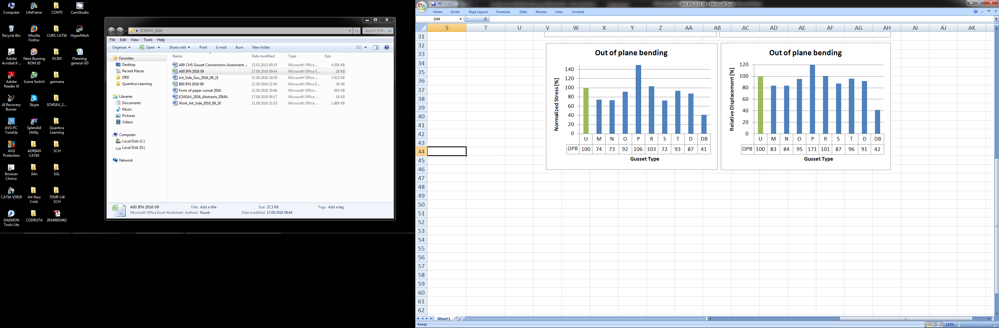 Computer LifeFrame CONTI CamStudio
Recycle Bin Mozilla Firefox CURS CATIA HyperMesh
Adobe Acrobat 9 ... Nero Burning ROM 10 DCIM Planning general GD
Adobe Reader XI Scene Switch germana
AI Recovery Burner Skype ICMSAV_2...
AVG PC TuneUp Splendid Utility Quantica Learning
AVG Protection ADRIAN CATIA SCH
Browser Choice Alin SGL
CATIA V5R19 Art Nou Cristi TEMP LW SCH
DAEMON Tools Lite CODRUTA 20140003462
ICMSAV_2016 Search ICM...
File Edit View Tools Help
Organize Open Share with Print E-mail Burn New folder
Favorites
Desktop
Recent Places
DRD
Quantica Learning
Libraries
Documents
Music
Pictures
Videos
Computer
Local Disk (C:)
Local Disk (D:)
Network
Name Date modified Type Size
A00 CHS Gusset Connections Assesment ... 22.03.2013 00:55 Microsoft Office ... 4.058 KB
A00 IFN 2016 09 17.09.2016 09:44 Microsoft Office E... 28 KB
Art_Side_Gus_2016_09_21 21.09.2016 20:50 Microsoft Office ... 3.923 KB
B00 IFN 2016 09 21.09.2016 21:00 Microsoft Office E... 26 KB
Form of paper comat 2016 21.09.2016 20:46 Microsoft Office ... 604 KB
ICMSAV_2016_Abstracts_DIMA 17.09.2016 08:17 Microsoft Office ... 18 KB
Work_Art_Side_2016_09_20 21.09.2016 21:03 Microsoft Office ... 1.860 KB
A00 IFN 2016 09 Title: Add a title Size: 27,3 KB Tags: Add a tag
Microsoft Office Excel Worksheet Authors: Nuarb Date modified: 17.09.2016 09:44
B00 IFN 2016 09 - Microsoft Excel
Home Insert Page Layout Formulas Data Review View Acrobat
S44 fx
S T U V W X Y Z AA AB AC AD AE AF AG AH AI AJ AK
31
32
33
34
35
36
37
38
39
40
41
42
43
44
45
46
47
48
49
50
51
52
53
54
55
56
57
58
59
60
61
62
Out of plane bending
Normalized Stress [%]
140
120
100
80
60
40
20
0
U M N O P R S T D DB
OPB 100 74 73 92 106 103 72 93 87 41
Gusset Type
Out of plane bending
Relative Displacement [%]
120
100
80
60
40
20
0
U M N O P R S T D DB
OPB 100 83 84 95 171 101 87 96 91 42
Gusset Type
Sheet1
Ready 145%